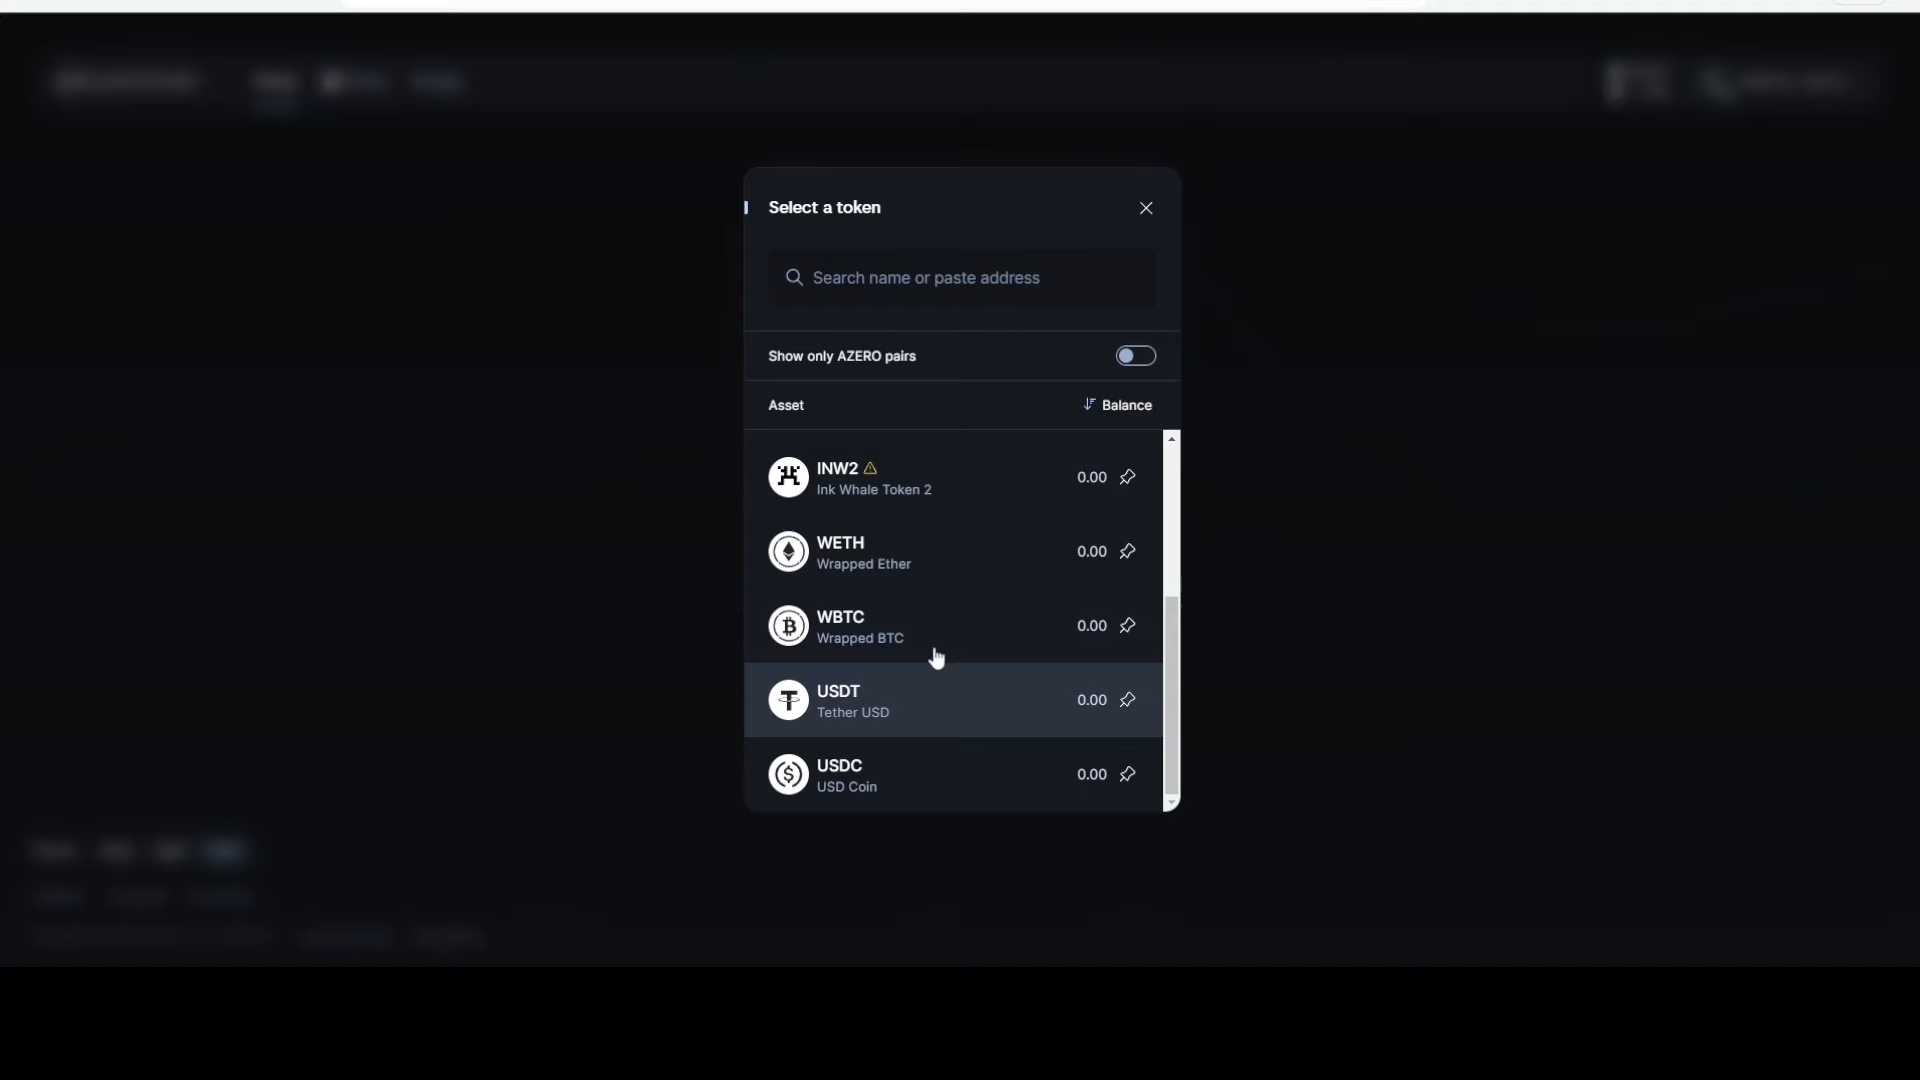 Select a token
Search name or paste address
Show only AZERO pairs
Asset Balance
INW2 0.00
Ink Whale Token 2
WETH 0.00
Wrapped Ether
WBTC 0.00
Wrapped BTC
USDT 0.00
Tether USD
USDC 0.00
USD Coin